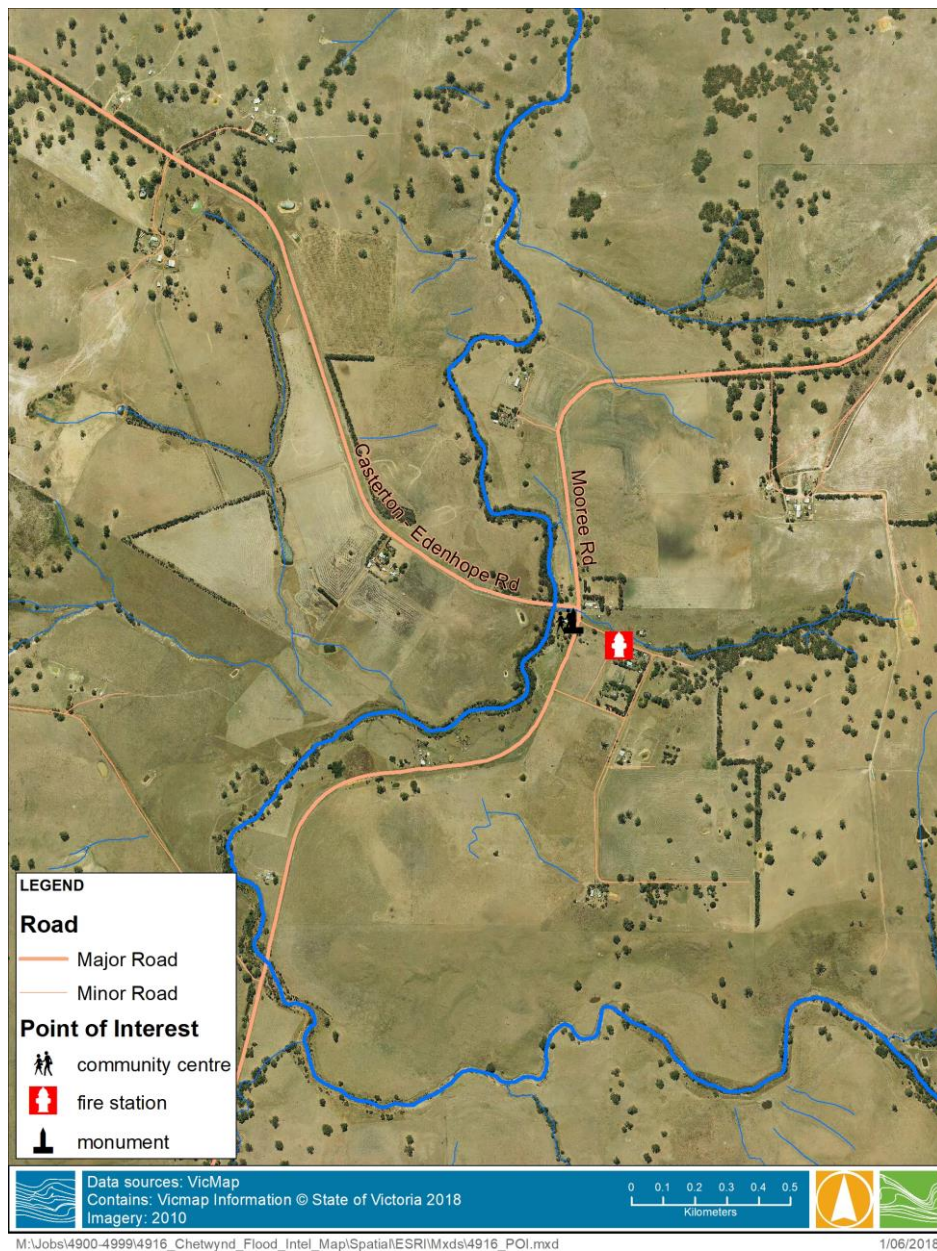 Casterton - Edenhope Rd
Mooree Rd
LEGEND
Road
Major Road
Minor Road
Point of Interest
community centre
fire station
monument
Data sources: VicMap
Contains: Vicmap Information © State of Victoria 2018
Imagery: 2010
0 0.1 0.2 0.3 0.4 0.5
Kilometers
M:\Jobs\4900-4999\4916_Chetwynd_Flood_Intel_Map\Spatial\ESRI\Mxds\4916_POI.mxd
1/06/2018